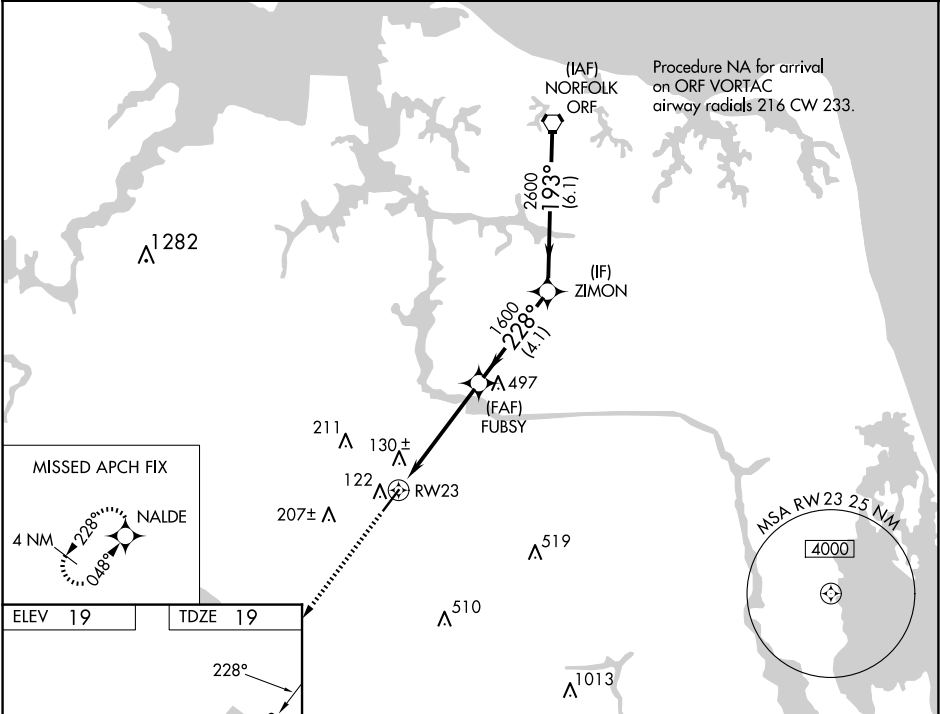 (IAF)
NORFOLK
ORF
Procedure NA for arrival
on ORF VORTAC
airway radials 216 CW 233.
2600
193°
(6.1)
1282
(IF)
ZIMON
1600
228°
(4.1)
497
(FAF)
FUBSY
211
130±
122
RW23
207±
MISSED APCH FIX
NALDE
4 NM
228°
048°
519
510
1013
MSA RW23 25 NM
4000
ELEV 19
TDZE 19
228°